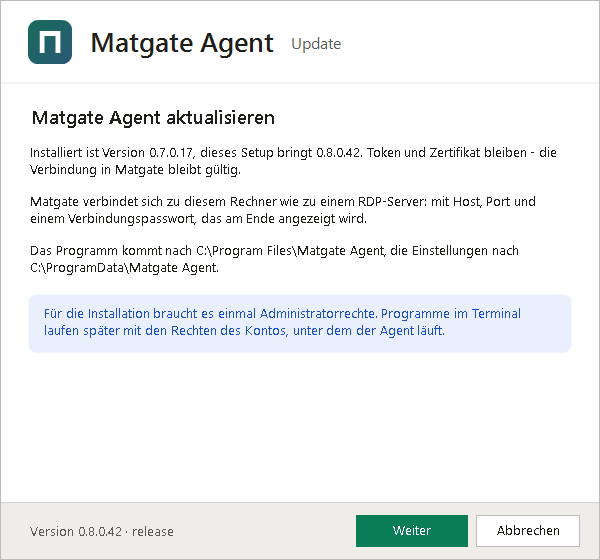 Matgate Agent Update
Matgate Agent aktualisieren
Installiert ist Version 0.7.0.17, dieses Setup bringt 0.8.0.42. Token und Zertifikat bleiben - die
Verbindung in Matgate bleibt gültig.
Matgate verbindet sich zu diesem Rechner wie zu einem RDP-Server: mit Host, Port und
einem Verbindungspasswort, das am Ende angezeigt wird.
Das Programm kommt nach C:\Program Files\Matgate Agent, die Einstellungen nach
C:\ProgramData\Matgate Agent.
Für die Installation braucht es einmal Administratorrechte. Programme im Terminal
laufen später mit den Rechten des Kontos, unter dem der Agent läuft.
Version 0.8.0.42 · release
Weiter
Abbrechen